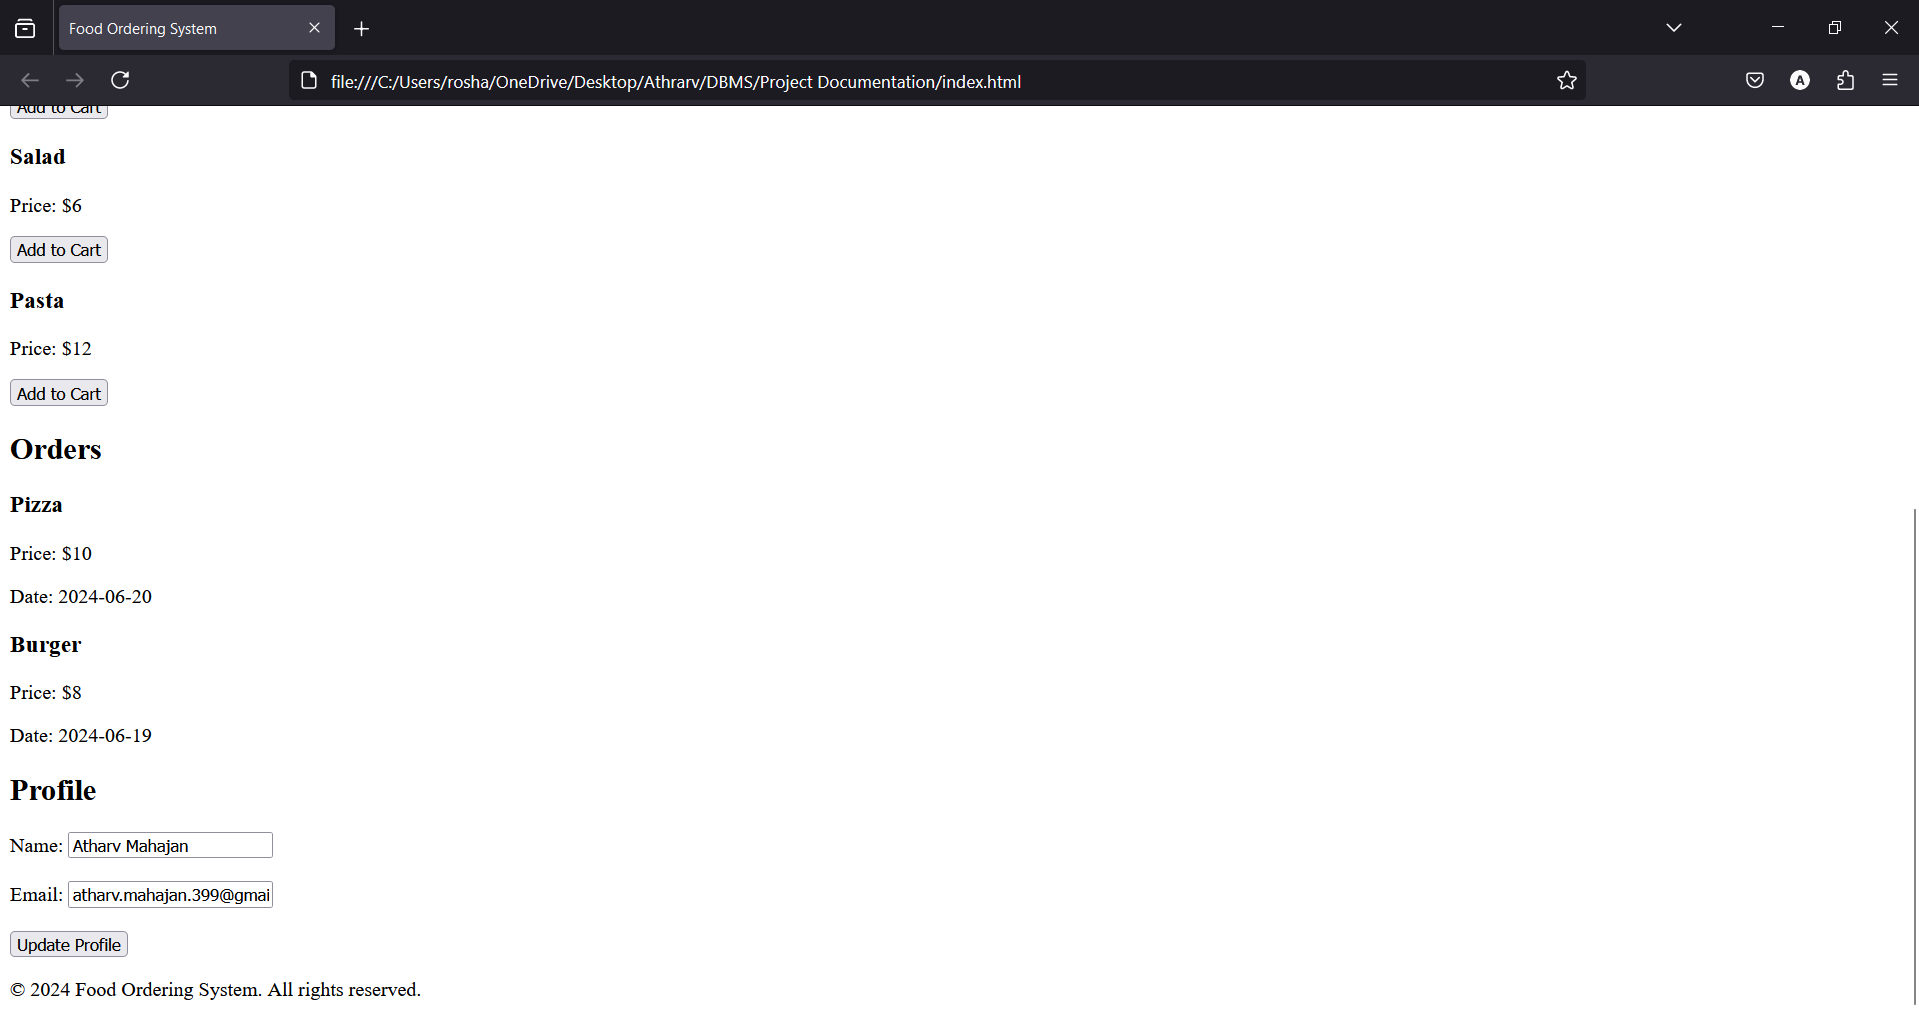 Food Ordering System
file:///C:/Users/rosha/OneDrive/Desktop/Athrarv/DBMS/Project Documentation/index.html
A
Add to Cart
Salad
Price: $6
Add to Cart
Pasta
Price: $12
Add to Cart
Orders
Pizza
Price: $10
Date: 2024-06-20
Burger
Price: $8
Date: 2024-06-19
Profile
Name: Atharv Mahajan
Email: atharv.mahajan.399@gmai
Update Profile
© 2024 Food Ordering System. All rights reserved.